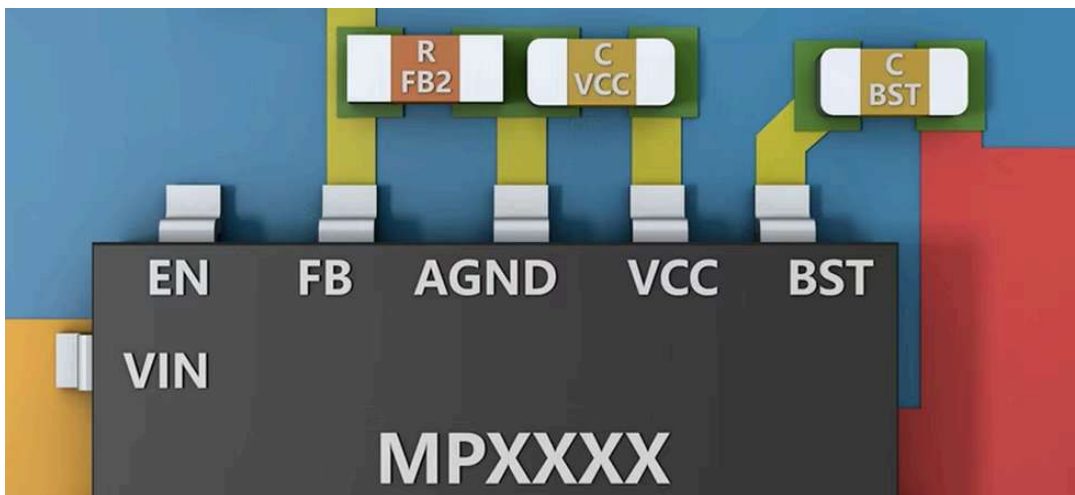 R
FB2
C
VCC
C
BST
EN FB AGND VCC BST
VIN
MPXXXX